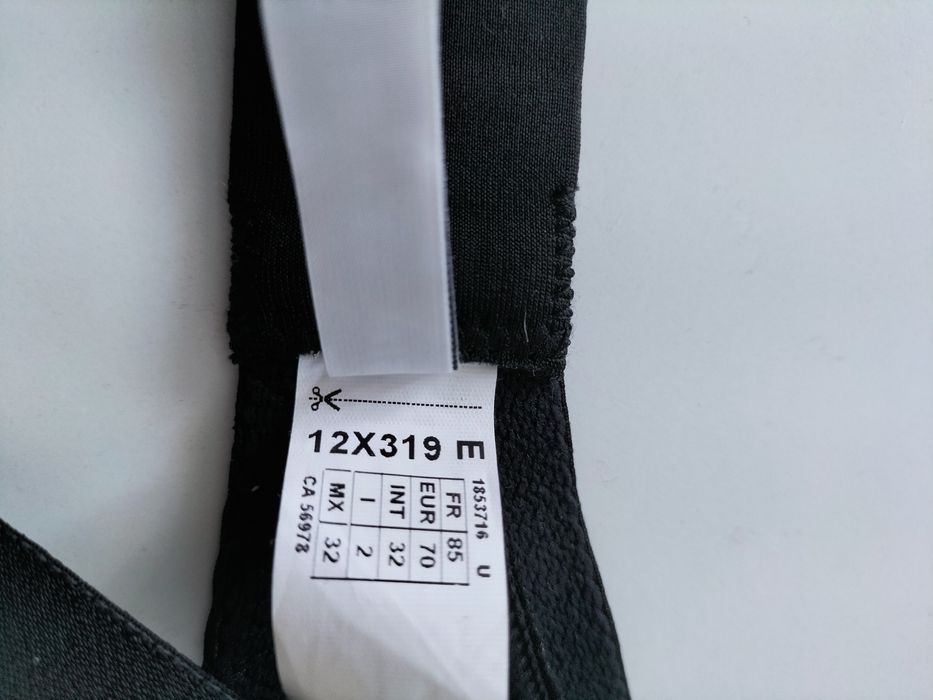 12X319 E
1853716 U
FR 85
EUR 70
INT 32
I 2
MX 32
CA 56978